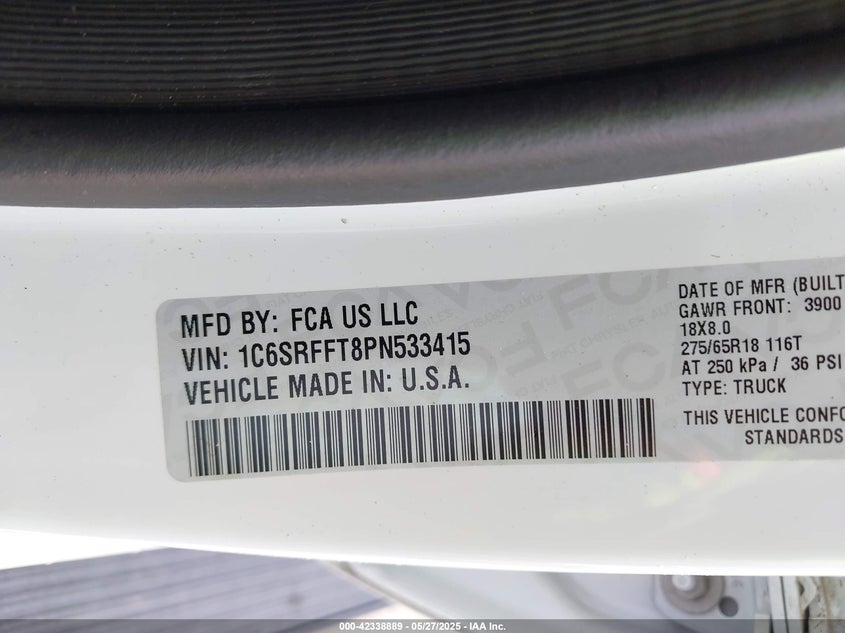 MFD BY: FCA US LLC
VIN: 1C6SRFFT8PN533415
VEHICLE MADE IN: U.S.A.
DATE OF MFR (BUILT
GAWR FRONT: 3900
18X8.0
275/65R18 116T
AT 250 kPa / 36 PSI
TYPE: TRUCK
THIS VEHICLE CONFO
STANDARDS
000-42338889 - 05/27/2025 - IAA Inc.